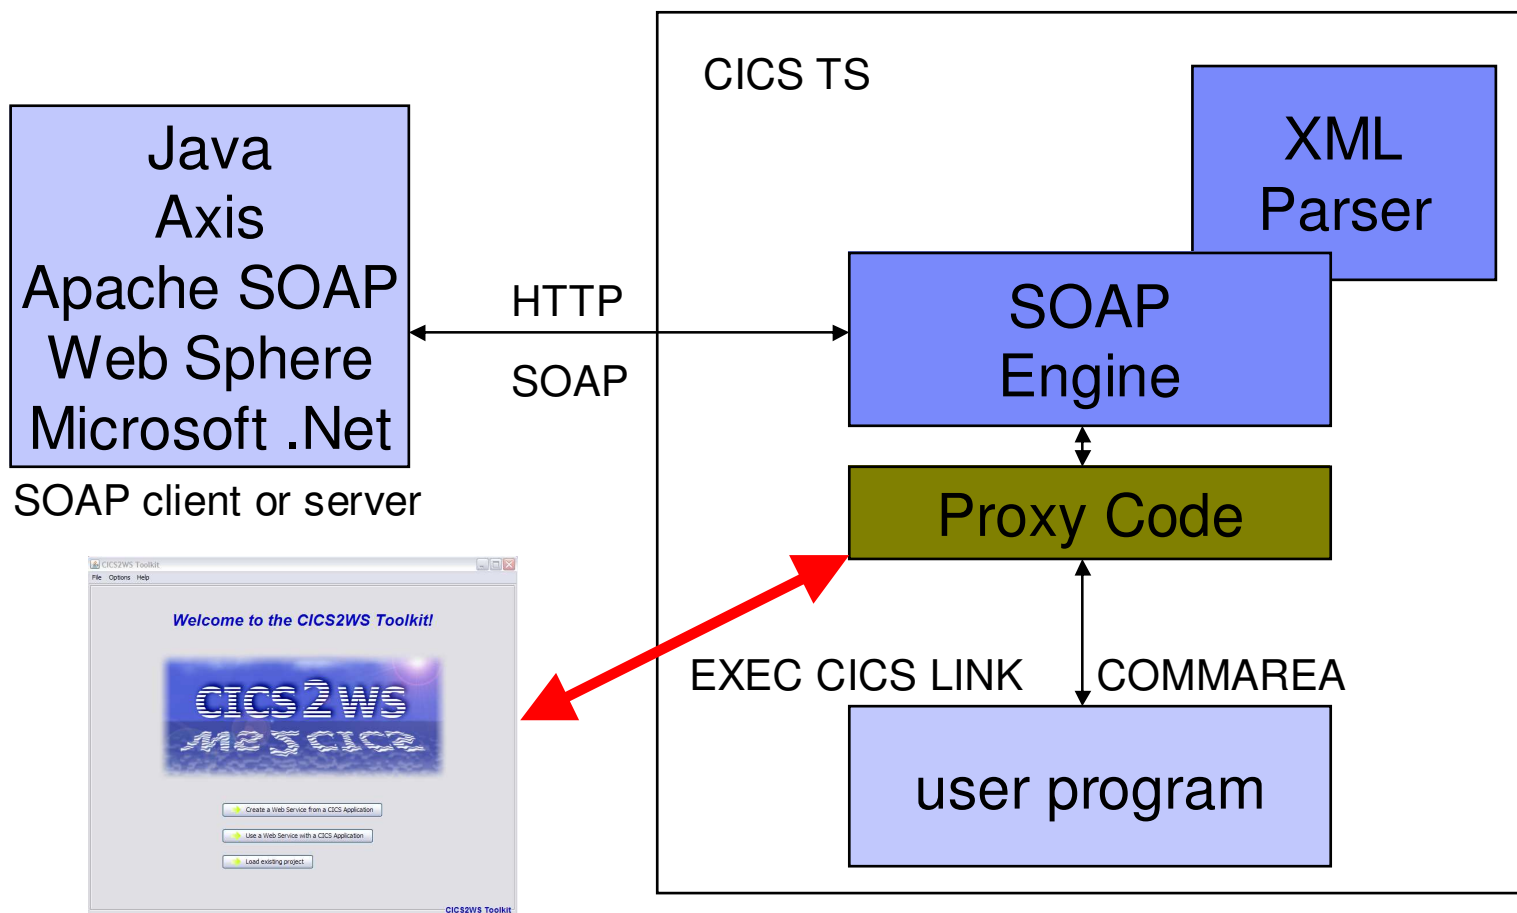 CICS TS
Java
Axis
Apache SOAP
Web Sphere
Microsoft .Net
SOAP client or server
HTTP
SOAP
XML
Parser
SOAP
Engine
Proxy Code
EXEC CICS LINK
COMMAREA
user program
CICS2WS Toolkit
File Options Help
Welcome to the CICS2WS Toolkit!
CICS2WS
Create a Web Service from a CICS Application
Use a Web Service with a CICS Application
Load existing project
CICS2WS Toolkit